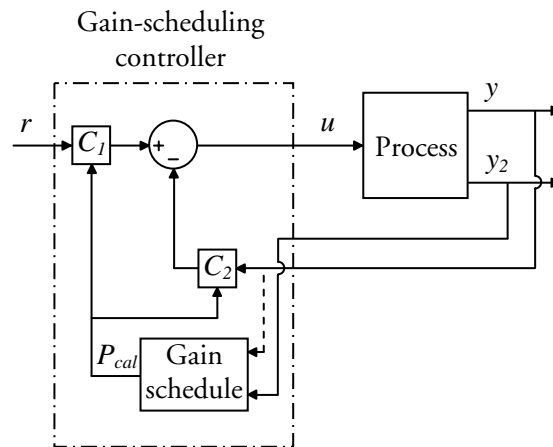 Gain-scheduling
controller
r
C1
+
−
u
Process
y
y2
C2
Pcal
Gain
schedule